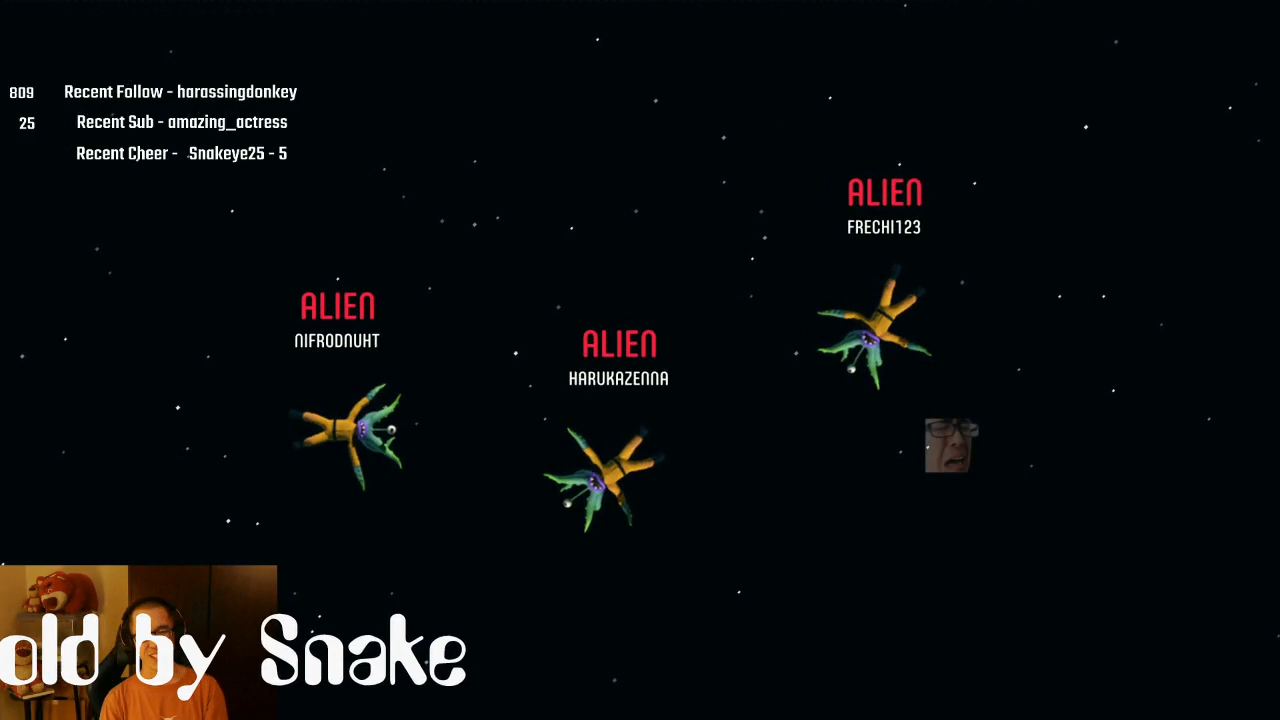 809 Recent Follow - harassingdonkey
25 Recent Sub - amazing_actress
Recent Cheer - Snakeye25 - 5
ALIEN
FRECHI123
ALIEN
NIFRODNUHT
ALIEN
HARUKAZENNA
old by Snake